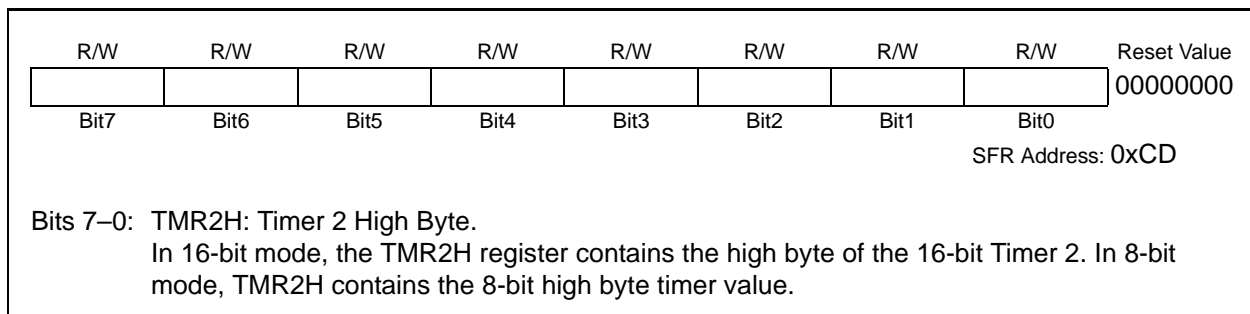 R/W R/W R/W R/W R/W R/W R/W R/W Reset Value
00000000
Bit7 Bit6 Bit5 Bit4 Bit3 Bit2 Bit1 Bit0
SFR Address: 0xCD
Bits 7–0: TMR2H: Timer 2 High Byte.
In 16-bit mode, the TMR2H register contains the high byte of the 16-bit Timer 2. In 8-bit
mode, TMR2H contains the 8-bit high byte timer value.